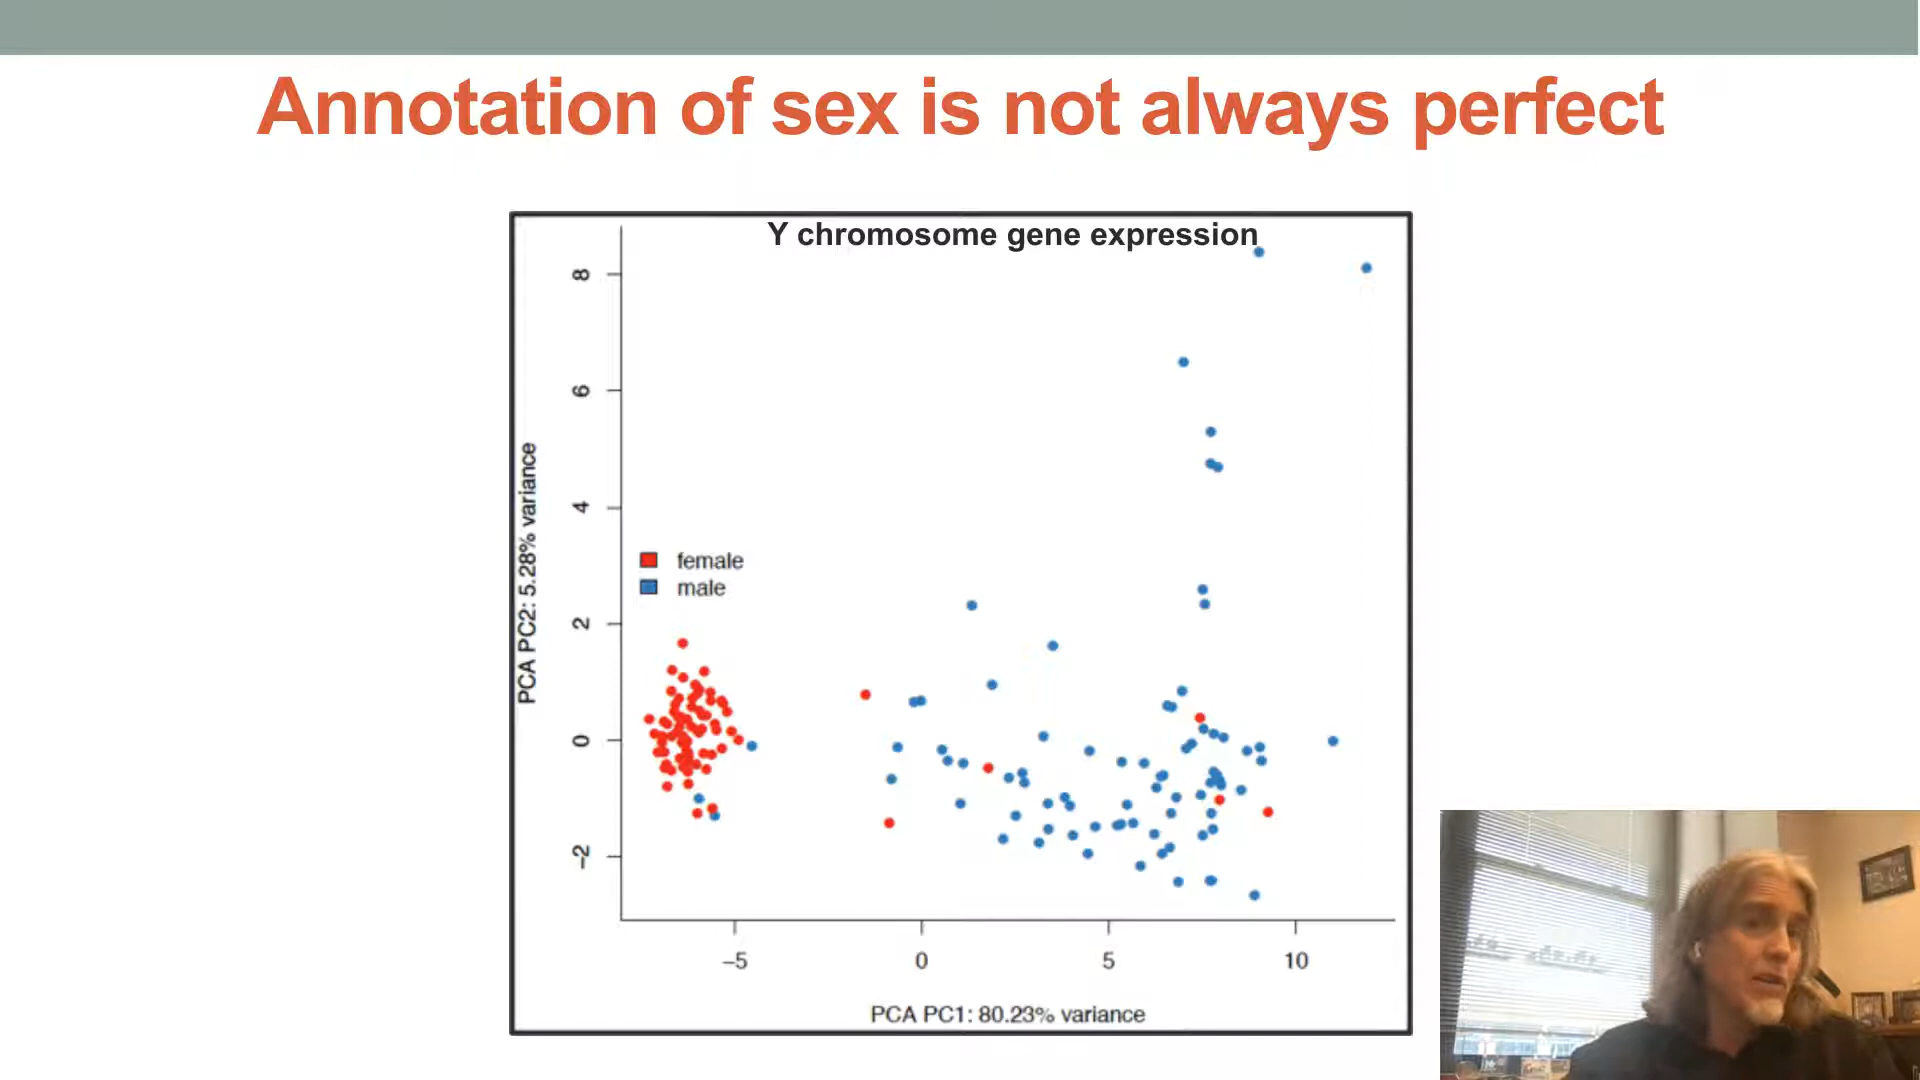 Annotation of sex is not always perfect
Y chromosome gene expression
PCA PC2: 5.28% variance
8
6
4
2
0
−2
female
male
−5
0
5
10
PCA PC1: 80.23% variance